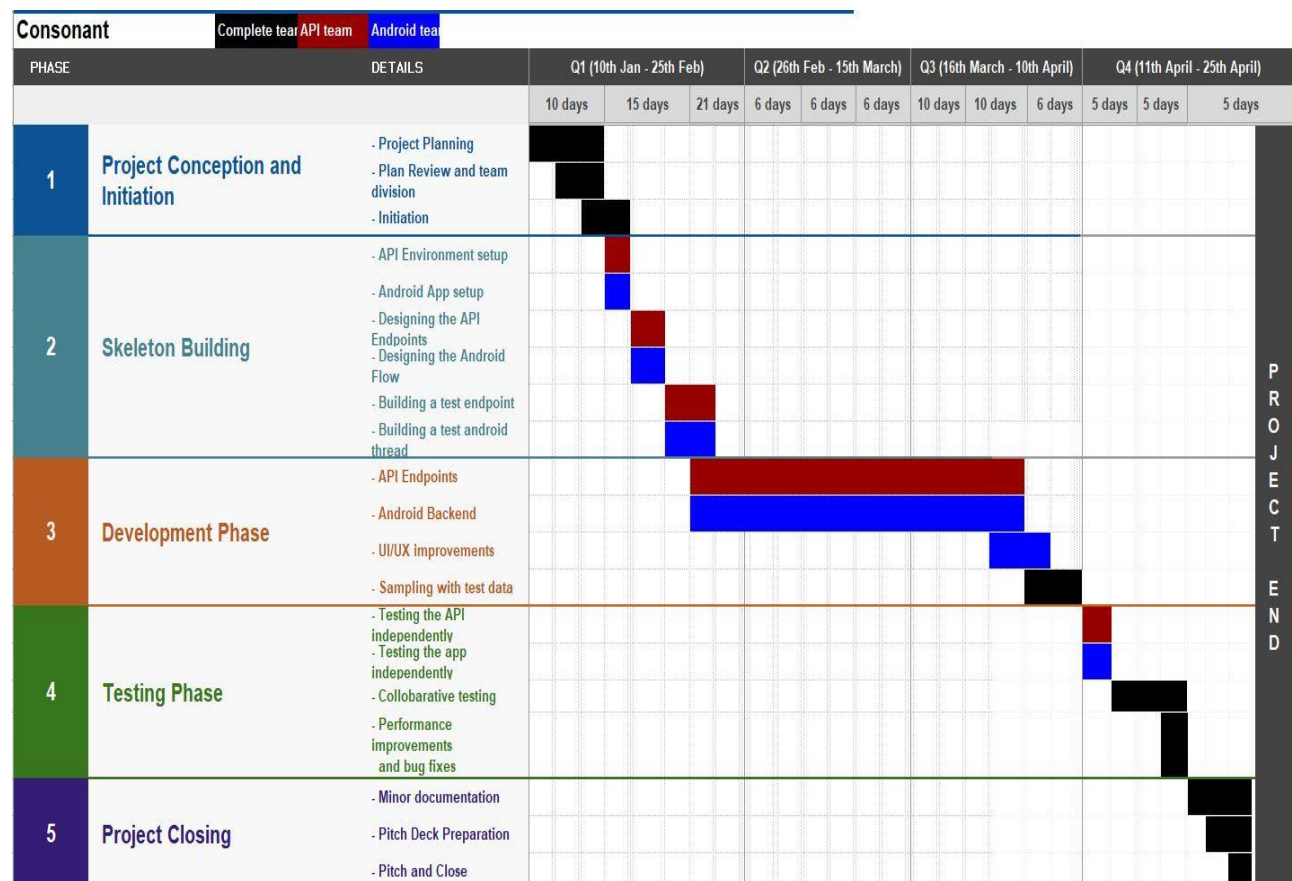 Consonant
Complete tear API team Android tear
PHASE DETAILS Q1 (10th Jan - 25th Feb) Q2 (26th Feb - 15th March) Q3 (16th March - 10th April) Q4 (11th April - 25th April)
10 days 15 days 21 days 6 days 6 days 6 days 10 days 10 days 6 days 5 days 5 days 5 days
1
Project Conception and
Initiation
- Project Planning
- Plan Review and team
division
- Initiation
2
Skeleton Building
- API Environment setup
- Android App setup
- Designing the API
Endpoints
- Designing the Android
Flow
- Building a test endpoint
- Building a test android
thread
3
Development Phase
- API Endpoints
- Android Backend
- UI/UX improvements
- Sampling with test data
4
Testing Phase
- Testing the API
independently
- Testing the app
independently
- Collobarative testing
- Performance
improvements
and bug fixes
5
Project Closing
- Minor documentation
- Pitch Deck Preparation
- Pitch and Close
PROJECT END